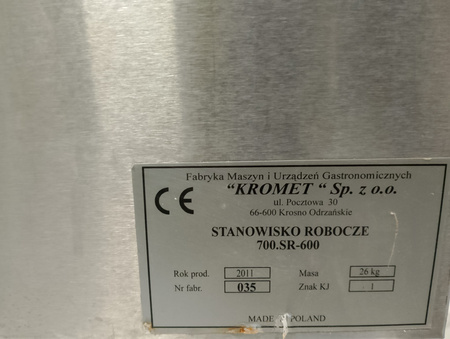 Fabryka Maszyn i Urządzeń Gastronomicznych
CE "KROMET " Sp. z o.o.
ul. Pocztowa 30
66-600 Krosno Odrzańskie
STANOWISKO ROBOCZE
700.SR-600
Rok prod. 2011 Masa 26 kg
Nr fabr. 035 Znak KJ 1
MADE IN POLAND